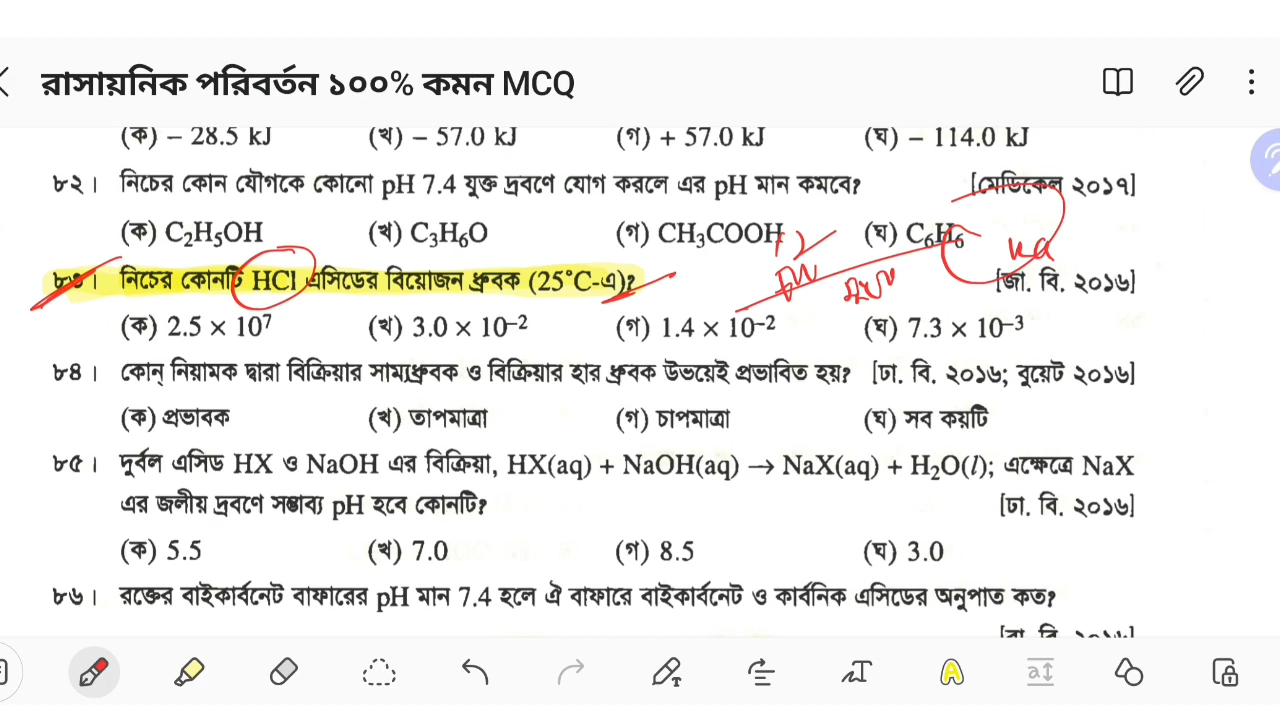 রাসায়নিক পরিবর্তন ১০০% কমন MCQ
(ক) – 28.5 kJ (খ) – 57.0 kJ (গ) + 57.0 kJ (ঘ) – 114.0 kJ
৮২। নিচের কোন যৌগকে কোনো pH 7.4 যুক্ত দ্রবণে যোগ করলে এর pH মান কমবে? [মেডিকেল ২০১৭]
(ক) C₂H₅OH (খ) C₃H₆O (গ) CH₃COOH (ঘ) C₆H₆
Ka
৮৩। নিচের কোনটি HCl এসিডের বিয়োজন ধ্রুবক (25°C-এ)? [জা. বি. ২০১৬]
(ক) 2.5 × 10⁷ (খ) 3.0 × 10⁻² (গ) 1.4 × 10⁻² (ঘ) 7.3 × 10⁻³
৮৪। কোন্ নিয়ামক দ্বারা বিক্রিয়ার সাম্যধ্রুবক ও বিক্রিয়ার হার ধ্রুবক উভয়েই প্রভাবিত হয়? [ঢা. বি. ২০১৬; বুয়েট ২০১৬]
(ক) প্রভাবক (খ) তাপমাত্রা (গ) চাপমাত্রা (ঘ) সব কয়টি
৮৫। দুর্বল এসিড HX ও NaOH এর বিক্রিয়া, HX(aq) + NaOH(aq) → NaX(aq) + H₂O(l); এক্ষেত্রে NaX
এর জলীয় দ্রবণে সম্ভাব্য pH হবে কোনটি? [ঢা. বি. ২০১৬]
(ক) 5.5 (খ) 7.0 (গ) 8.5 (ঘ) 3.0
৮৬। রক্তের বাইকার্বনেট বাফারের pH মান 7.4 হলে ঐ বাফারে বাইকার্বনেট ও কার্বনিক এসিডের অনুপাত কত?